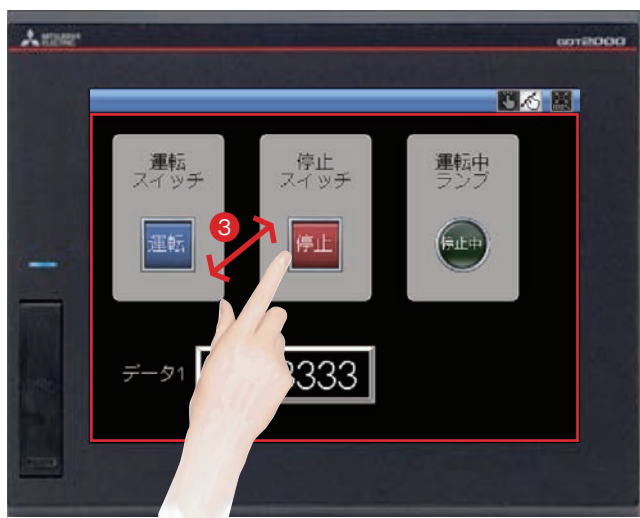 MITSUBISHI
ELECTRIC
GOT2000
運転
スイッチ
停止
スイッチ
運転中
ランプ
運転
3
停止
停止中
データ1
3333